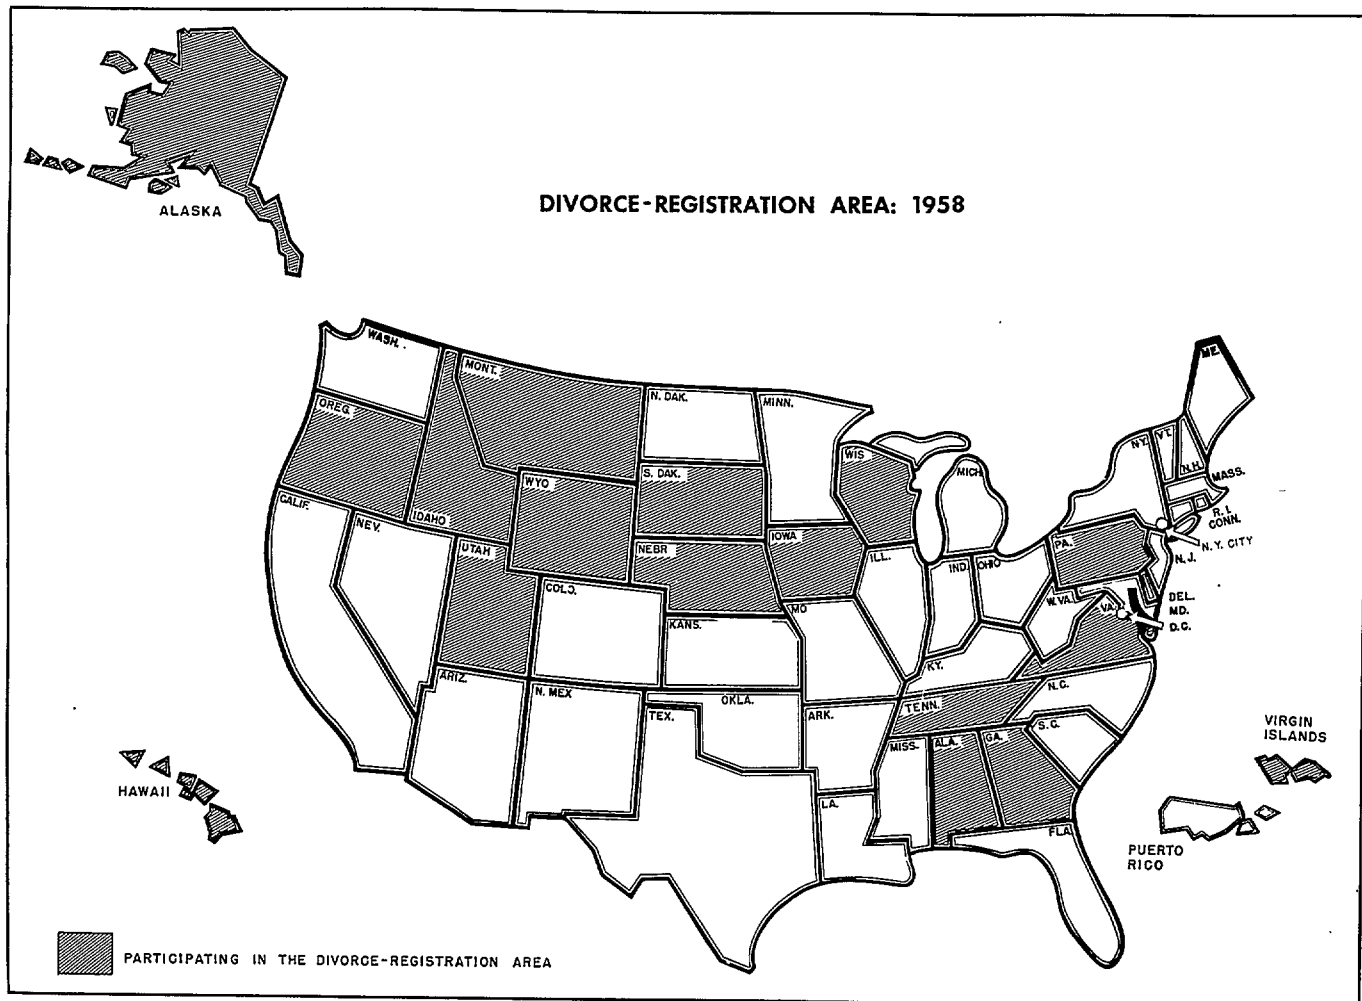 ALASKA
DIVORCE-REGISTRATION AREA: 1958
WASH.
MONT.
OREG.
IDAHO
WYO
N. DAK.
S. DAK.
MINN.
WIS
MICH
ME.
N.Y.
VT.
N.H.
MASS.
R. I.
CONN.
N.Y. CITY
N.J.
PA.
CALIF.
NEV.
UTAH
COLO.
NEBR
IOWA
ILL.
IND.
OHIO
W.VA.
VA.
DEL.
MD.
D.C.
KANS.
MO
KY.
N.C.
TENN.
S.C.
ARIZ.
N. MEX
OKLA.
TEX.
ARK.
LA.
MISS.
ALA.
GA.
FLA.
HAWAII
VIRGIN
ISLANDS
PUERTO
RICO
PARTICIPATING IN THE DIVORCE-REGISTRATION AREA